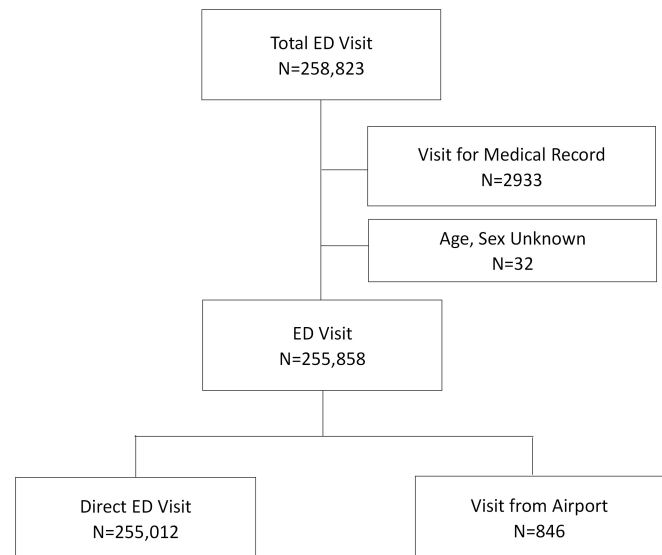 Total ED Visit
N=258,823
Visit for Medical Record
N=2933
Age, Sex Unknown
N=32
ED Visit
N=255,858
Direct ED Visit
N=255,012
Visit from Airport
N=846